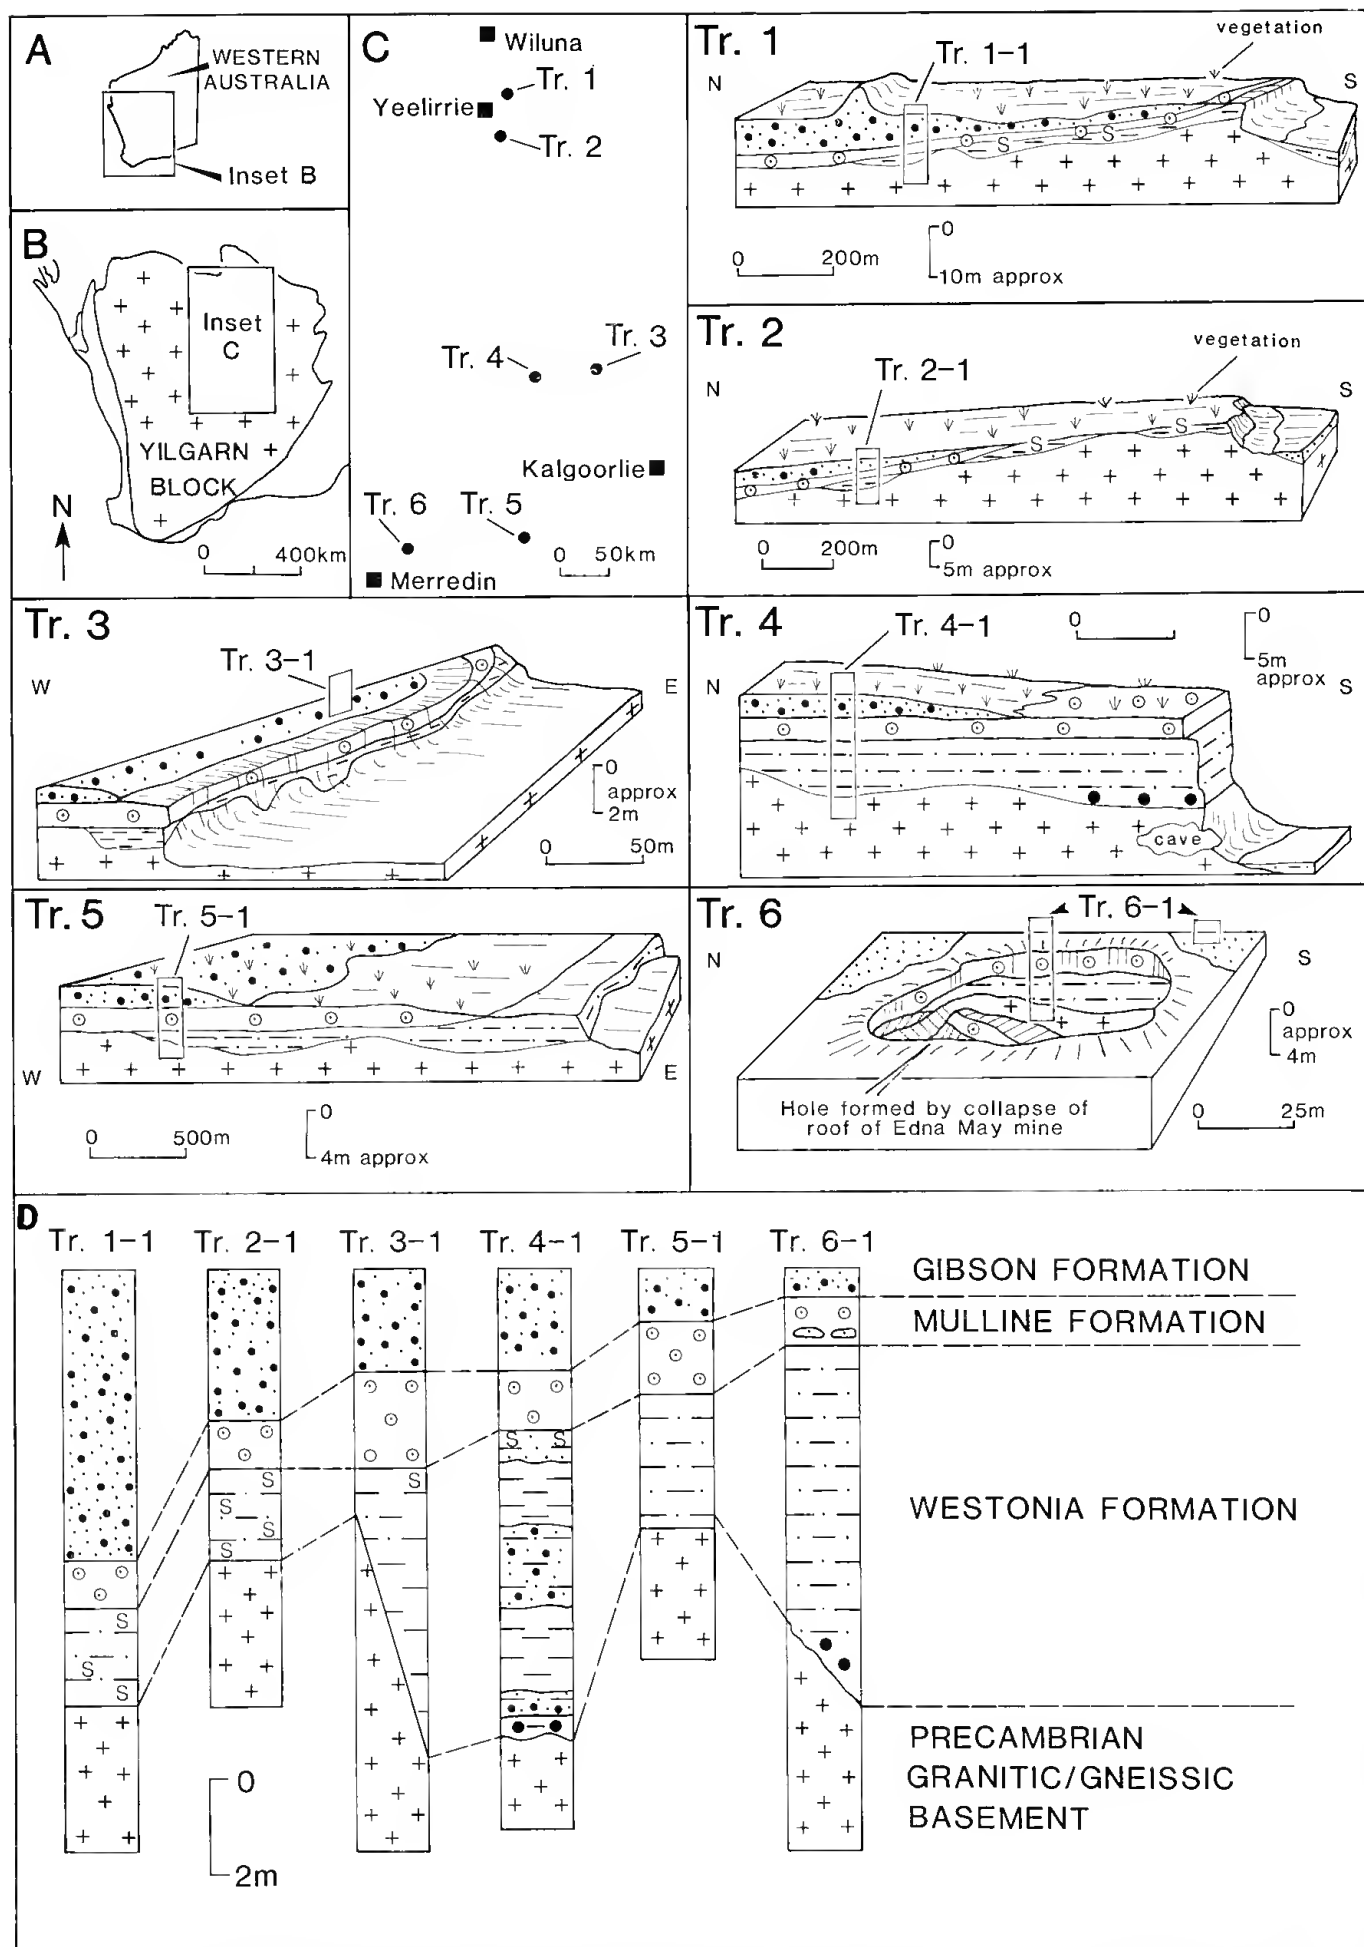 A
WESTERN
AUSTRALIA
Inset B
B
Inset
C
YILGARN
BLOCK
N
0 400km
C
Wiluna
Tr. 1
Yeelirrie
Tr. 2
Tr. 3
Tr. 4
Kalgoorlie
Tr. 6
Tr. 5
0 50km
Merredin
Tr. 1
Tr. 1-1
vegetation
N
S
S
S
0 200m
0
10m approx
Tr. 2
Tr. 2-1
vegetation
N
S
S
S
0 200m
0
5m approx
Tr. 3
Tr. 3-1
W
E
0
approx
2m
0 50m
Tr. 4
Tr. 4-1
0
0
5m
approx
N
S
cave
Tr. 5
Tr. 5-1
W
E
0 500m
0
4m approx
Tr. 6
Tr. 6-1
N
S
0
approx
4m
Hole formed by collapse of
roof of Edna May mine
0 25m
D
Tr. 1-1 Tr. 2-1 Tr. 3-1 Tr. 4-1 Tr. 5-1 Tr. 6-1
GIBSON FORMATION
MULLINE FORMATION
S S
S S
S
S
S
WESTONIA FORMATION
S
S
S
PRECAMBRIAN
GRANITIC/GNEISSIC
BASEMENT
0
2m